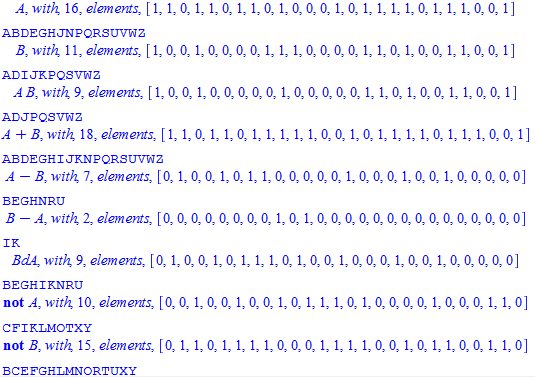 A, with, 16, elements, [1, 1, 0, 1, 1, 0, 1, 1, 0, 1, 0, 0, 0, 1, 0, 1, 1, 1, 1, 0, 1, 1, 1, 0, 0, 1]
ABDEGHJNPQRSUVWZ
B, with, 11, elements, [1, 0, 0, 1, 0, 0, 0, 0, 1, 1, 1, 0, 0, 0, 0, 1, 1, 0, 1, 0, 0, 1, 1, 0, 0, 1]
ADIJKPQSVWZ
A B, with, 9, elements, [1, 0, 0, 1, 0, 0, 0, 0, 0, 1, 0, 0, 0, 0, 0, 1, 1, 0, 1, 0, 0, 1, 1, 0, 0, 1]
ADJPQSVWZ
A + B, with, 18, elements, [1, 1, 0, 1, 1, 0, 1, 1, 1, 1, 1, 0, 0, 1, 0, 1, 1, 1, 1, 0, 1, 1, 1, 0, 0, 1]
ABDEGHIJKNPQRSUVWZ
A − B, with, 7, elements, [0, 1, 0, 0, 1, 0, 1, 1, 0, 0, 0, 0, 0, 1, 0, 0, 0, 1, 0, 0, 1, 0, 0, 0, 0, 0]
BEGHNRU
B − A, with, 2, elements, [0, 0, 0, 0, 0, 0, 0, 0, 1, 0, 1, 0, 0, 0, 0, 0, 0, 0, 0, 0, 0, 0, 0, 0, 0, 0]
IK
BdA, with, 9, elements, [0, 1, 0, 0, 1, 0, 1, 1, 1, 0, 1, 0, 0, 1, 0, 0, 0, 1, 0, 0, 1, 0, 0, 0, 0, 0]
BEGHIKNRU
not A, with, 10, elements, [0, 0, 1, 0, 0, 1, 0, 0, 1, 0, 1, 1, 1, 0, 1, 0, 0, 0, 0, 1, 0, 0, 0, 1, 1, 0]
CFIKLMOTXY
not B, with, 15, elements, [0, 1, 1, 0, 1, 1, 1, 1, 0, 0, 0, 1, 1, 1, 1, 0, 0, 1, 0, 1, 1, 0, 0, 1, 1, 0]
BCEFGHLMNORTUXY